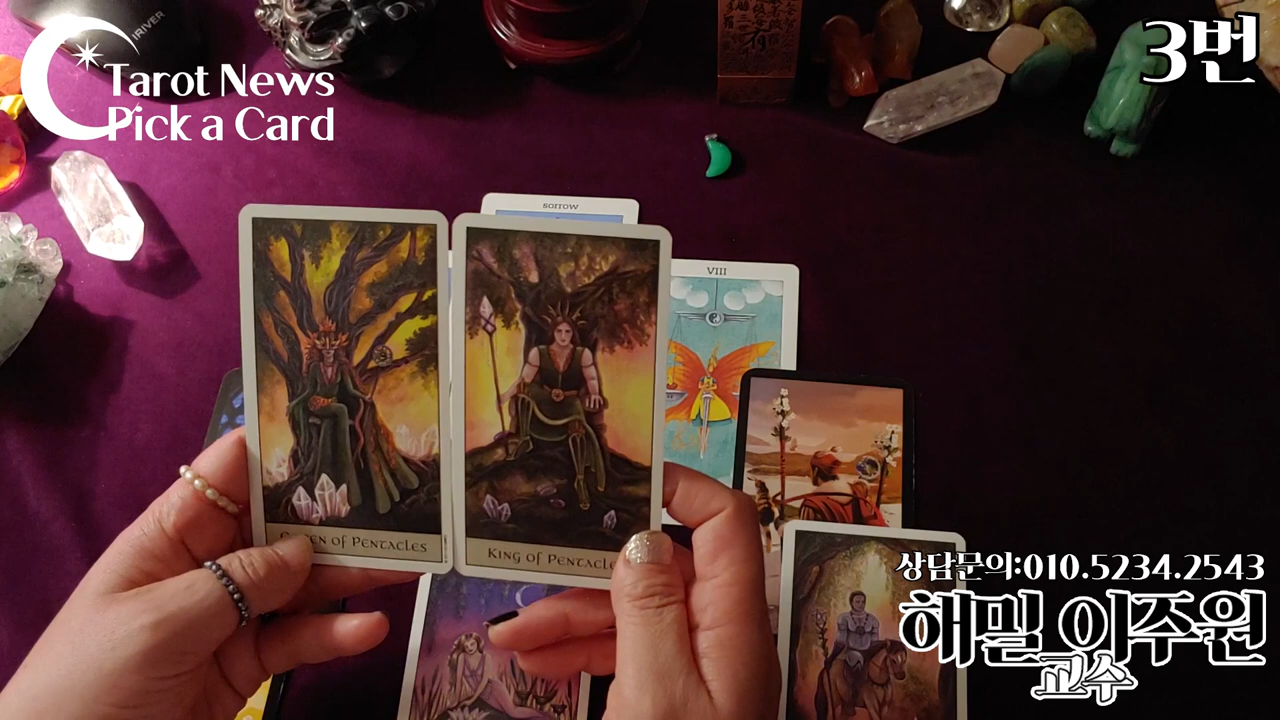 Tarot News
Pick a Card
3번
IRIVER
SORROW
VIII
of Pentacles
King of
상담문의:010.5234.2543
해밀 이주원
교수